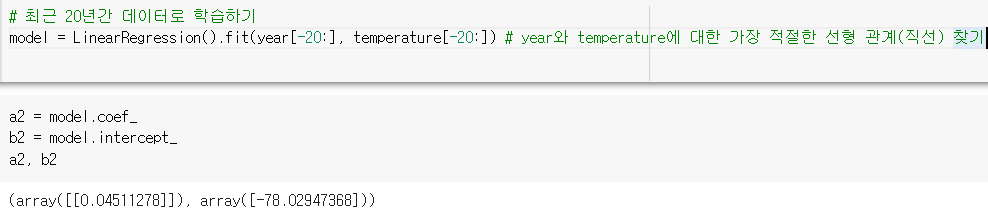 # 최근 20년간 데이터로 학습하기
model = LinearRegression().fit(year[-20:], temperature[-20:]) # year와 temperature에 대한 가장 적절한 선형 관계(직선) 찾기
a2 = model.coef_
b2 = model.intercept_
a2, b2
(array([[0.04511278]]), array([-78.02947368]))